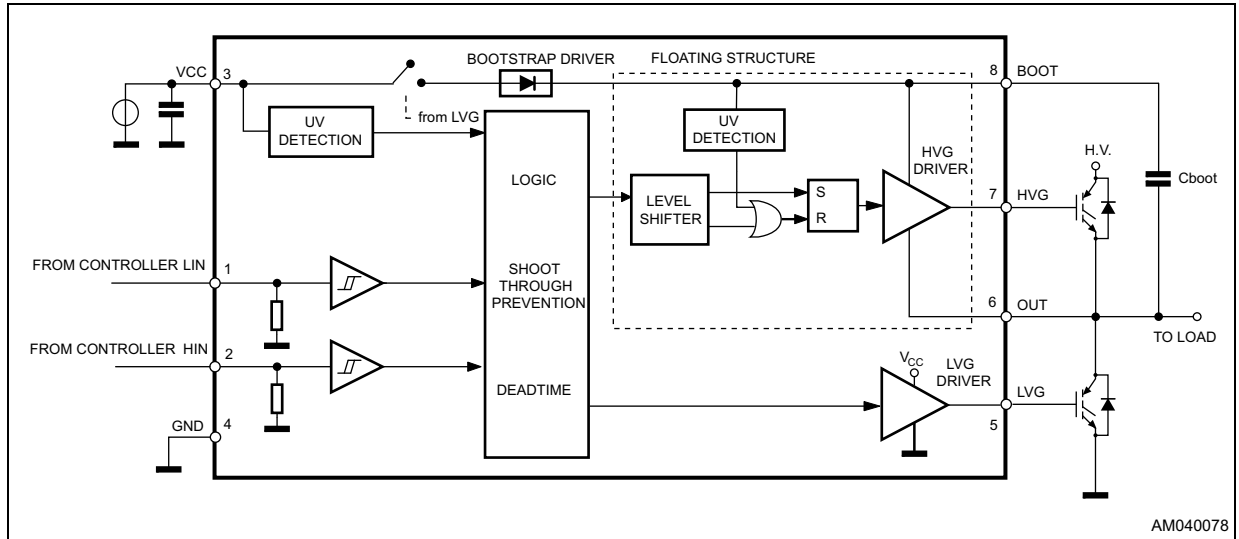 BOOTSTRAP DRIVER
FLOATING STRUCTURE
VCC
3
8
BOOT
from LVG
UV
DETECTION
UV
DETECTION
HVG
DRIVER
H.V.
Cboot
LOGIC
LEVEL
SHIFTER
S
R
7
HVG
FROM CONTROLLER LIN
1
SHOOT
THROUGH
PREVENTION
6
OUT
TO LOAD
FROM CONTROLLER HIN
2
VCC
LVG
DRIVER
DEADTIME
LVG
5
GND
4
AM040078